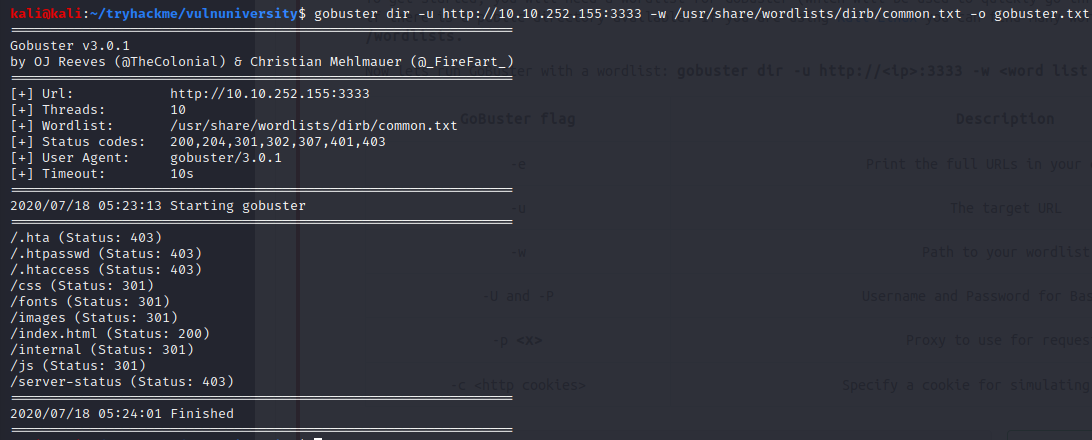 kali@kali:~/tryhackme/vulnuniversity$ gobuster dir -u http://10.10.252.155:3333 -w /usr/share/wordlists/dirb/common.txt -o gobuster.txt
===============================================================
Gobuster v3.0.1
by OJ Reeves (@TheColonial) & Christian Mehlmauer (@_FireFart_)
===============================================================
[+] Url:            http://10.10.252.155:3333
[+] Threads:        10
[+] Wordlist:       /usr/share/wordlists/dirb/common.txt
[+] Status codes:   200,204,301,302,307,401,403
[+] User Agent:     gobuster/3.0.1
[+] Timeout:        10s
===============================================================
2020/07/18 05:23:13 Starting gobuster
===============================================================
/.hta (Status: 403)
/.htpasswd (Status: 403)
/.htaccess (Status: 403)
/css (Status: 301)
/fonts (Status: 301)
/images (Status: 301)
/index.html (Status: 200)
/internal (Status: 301)
/js (Status: 301)
/server-status (Status: 403)
===============================================================
2020/07/18 05:24:01 Finished
===============================================================
/wordlists.
with a wordlist: gobuster dir -u http://<ip>:3333 -w <word list
GoBuster flag Description
-e Print the full URLs in your
-u The target URL
-w Path to your wordlist
-U and -P Username and Password for Bas
-p <x> Proxy to use for reques
-c <http cookies> Specify a cookie for simulating